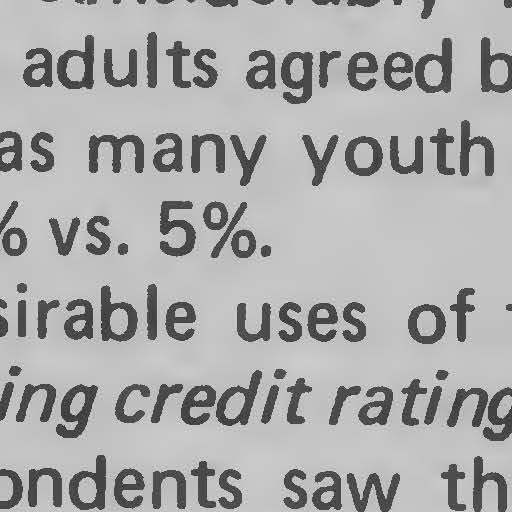 adults agreed b
as many youth
% vs. 5%.
sirable uses of
ing credit rating
ondents saw th